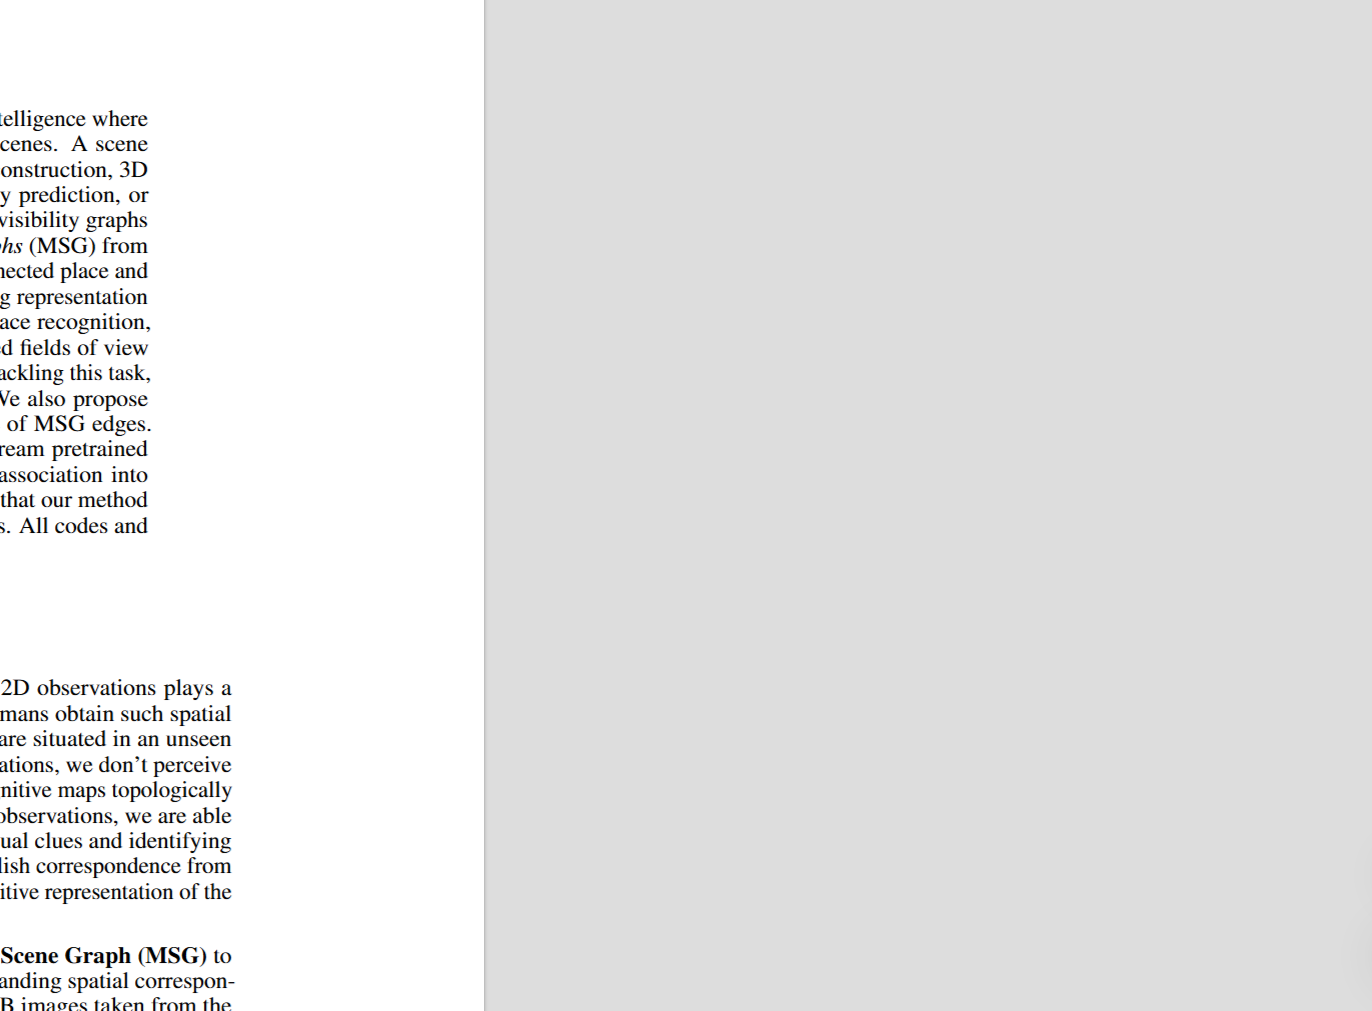 telligence where
cenes. A scene
onstruction, 3D
y prediction, or
visibility graphs
phs (MSG) from
nected place and
g representation
ace recognition,
ed fields of view
ackling this task,
We also propose
of MSG edges.
ream pretrained
association into
that our method
s. All codes and
2D observations plays a
mans obtain such spatial
are situated in an unseen
ations, we don't perceive
nitive maps topologically
observations, we are able
ual clues and identifying
lish correspondence from
itive representation of the
Scene Graph (MSG) to
anding spatial correspon-
B images taken from the